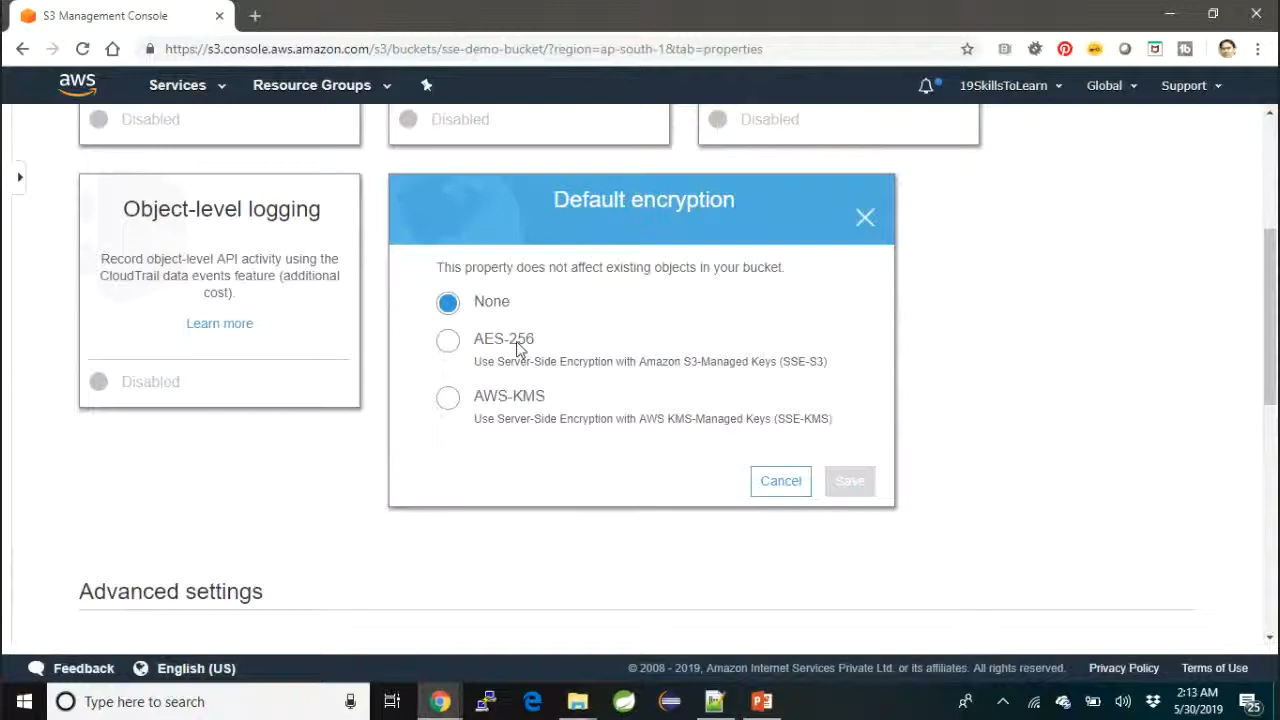 S3 Management Console
https://s3.console.aws.amazon.com/s3/buckets/sse-demo-bucket/?region=ap-south-1&tab=properties
aws
Services
Resource Groups
19SkillsToLearn
Global
Support
Disabled
Disabled
Disabled
Object-level logging
Record object-level API activity using the
CloudTrail data events feature (additional
cost).
Learn more
Disabled
Default encryption
This property does not affect existing objects in your bucket.
None
AES-256
Use Server-Side Encryption with Amazon S3-Managed Keys (SSE-S3)
AWS-KMS
Use Server-Side Encryption with AWS KMS-Managed Keys (SSE-KMS)
Cancel
Save
Advanced settings
Feedback
English (US)
© 2008 - 2019, Amazon Internet Services Private Ltd. or its affiliates. All rights reserved.
Privacy Policy
Terms of Use
Type here to search
2:13 AM
5/30/2019
25